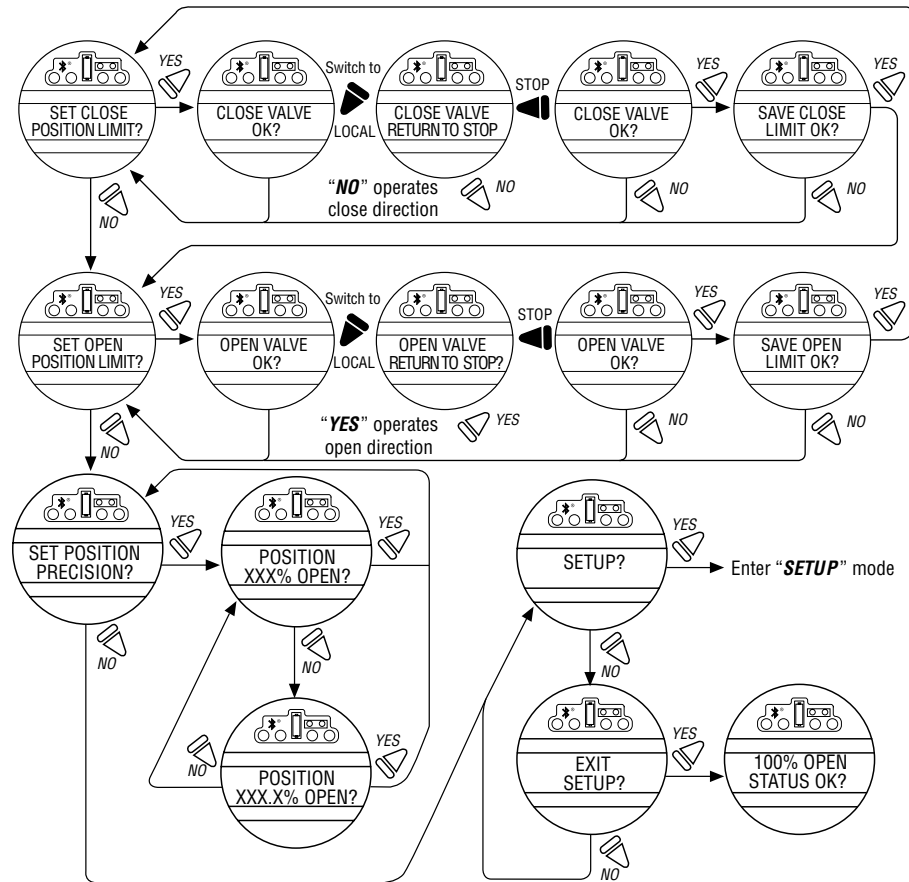 YES
SET CLOSE
POSITION LIMIT?
NO
CLOSE VALVE
OK?
Switch to
LOCAL
CLOSE VALVE
RETURN TO STOP
NO
STOP
CLOSE VALVE
OK?
YES
NO
SAVE CLOSE
LIMIT OK?
YES
NO
"NO" operates
close direction
SET OPEN
POSITION LIMIT?
YES
NO
OPEN VALVE
OK?
Switch to
LOCAL
OPEN VALVE
RETURN TO STOP?
YES
STOP
OPEN VALVE
OK?
YES
NO
SAVE OPEN
LIMIT OK?
YES
NO
"YES" operates
open direction
SET POSITION
PRECISION?
YES
NO
POSITION
XXX% OPEN?
YES
NO
POSITION
XXX.X% OPEN?
YES
NO
SETUP?
YES
Enter "SETUP" mode
NO
EXIT
SETUP?
YES
NO
100% OPEN
STATUS OK?